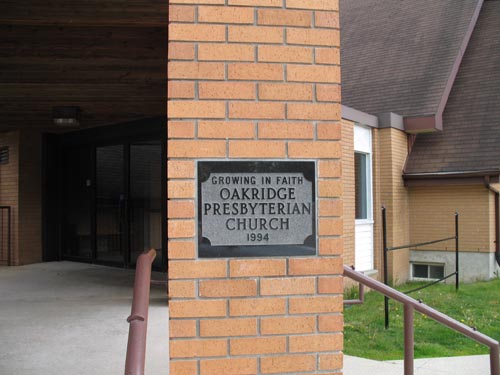 GROWING IN FAITH
OAKRIDGE
PRESBYTERIAN
CHURCH
1994